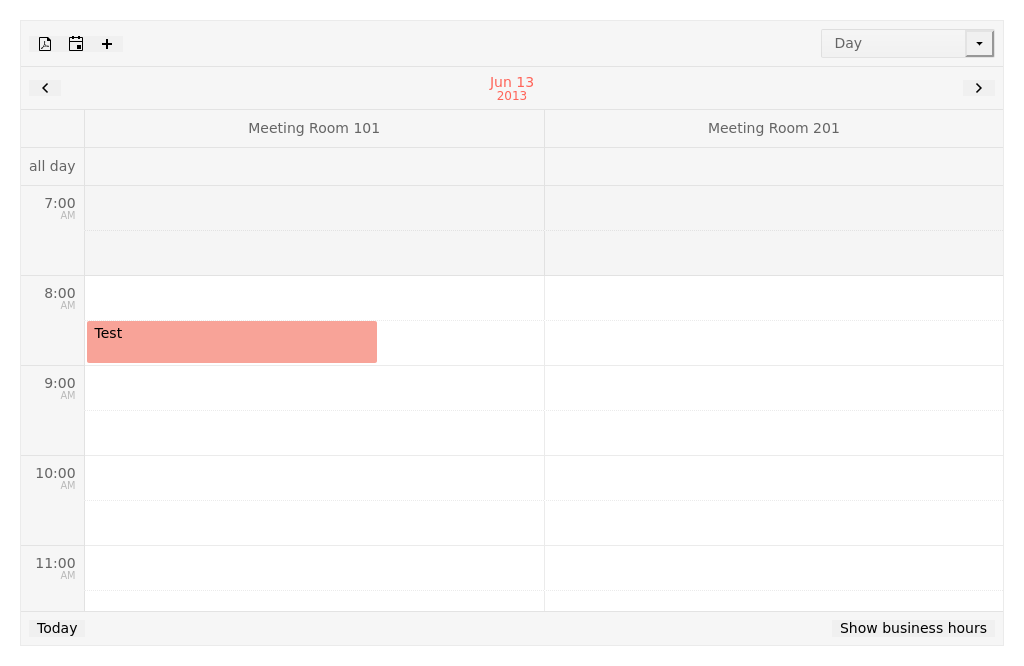 Day
Jun 13
2013
Meeting Room 101
Meeting Room 201
all day
7:00
AM
8:00
AM
Test
9:00
AM
10:00
AM
11:00
AM
Today
Show business hours